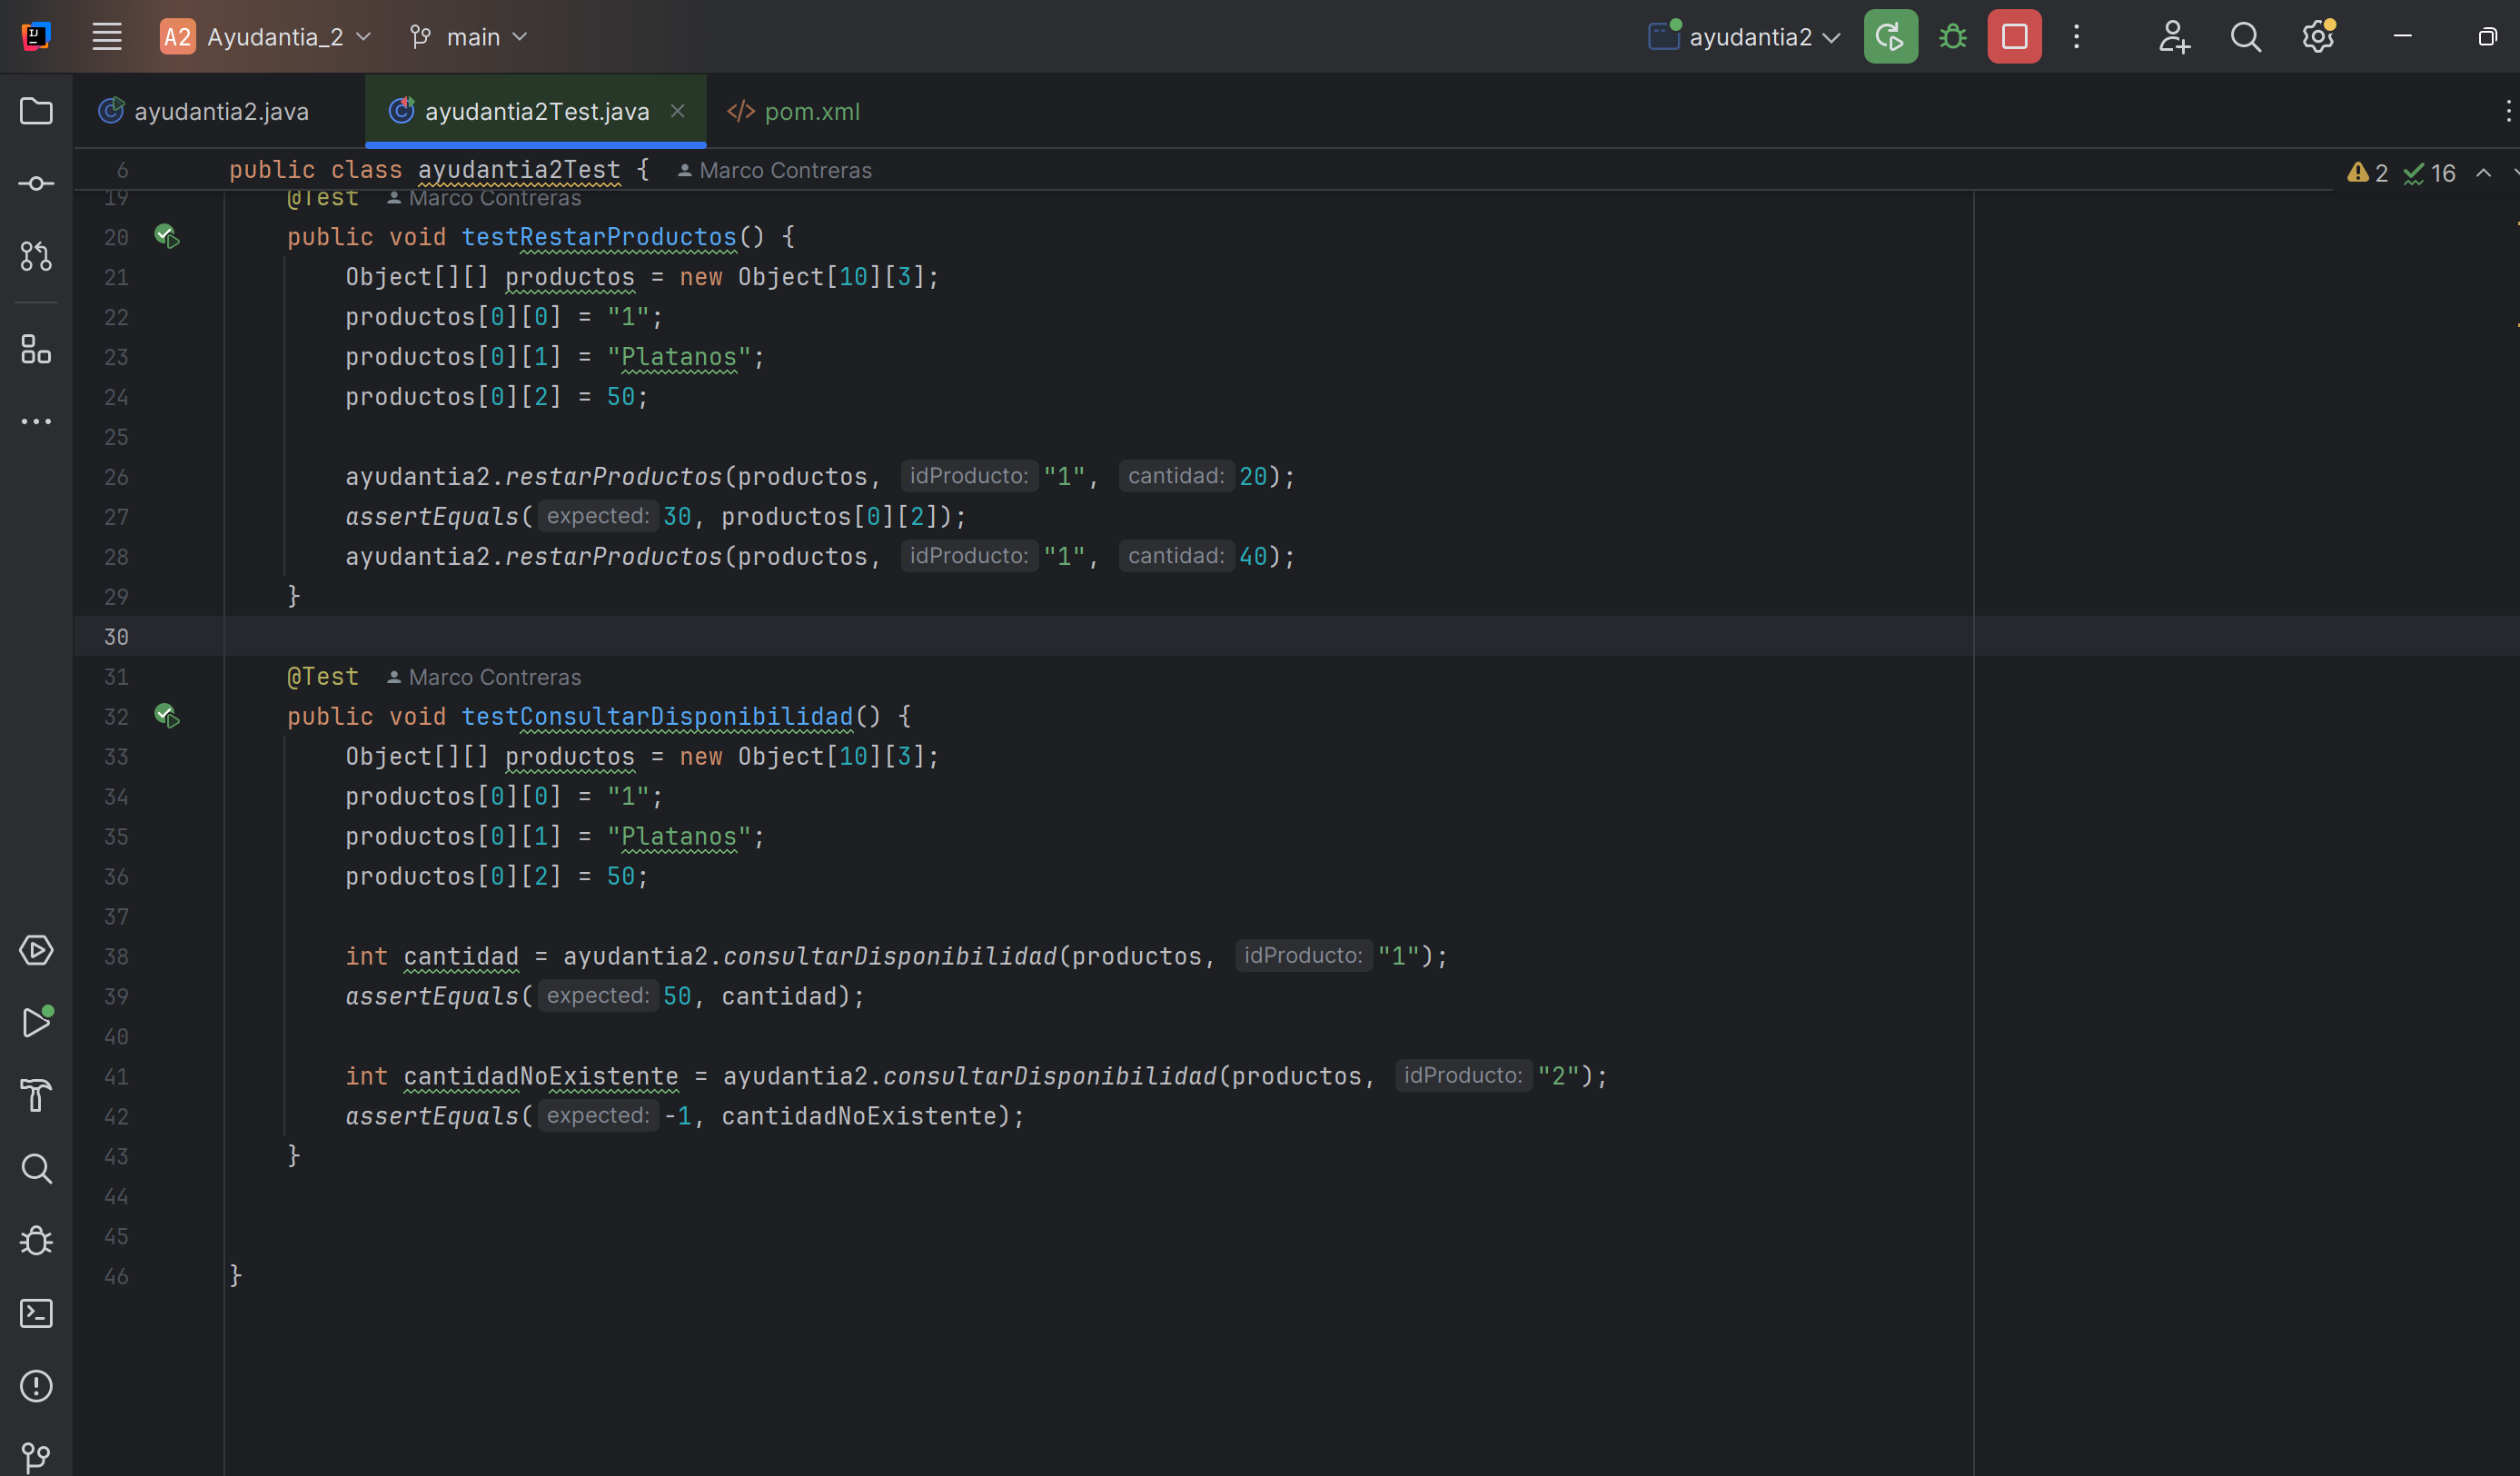 A2 Ayudantia_2 main ayudantia2
ayudantia2.java ayudantia2Test.java pom.xml
6 public class ayudantia2Test { Marco Contreras 2 16
19 @Test Marco Contreras
20 public void testRestarProductos() {
21 Object[][] productos = new Object[10][3];
22 productos[0][0] = "1";
23 productos[0][1] = "Platanos";
24 productos[0][2] = 50;
25
26 ayudantia2.restarProductos(productos, idProducto: "1", cantidad: 20);
27 assertEquals( expected: 30, productos[0][2]);
28 ayudantia2.restarProductos(productos, idProducto: "1", cantidad: 40);
29 }
30
31 @Test Marco Contreras
32 public void testConsultarDisponibilidad() {
33 Object[][] productos = new Object[10][3];
34 productos[0][0] = "1";
35 productos[0][1] = "Platanos";
36 productos[0][2] = 50;
37
38 int cantidad = ayudantia2.consultarDisponibilidad(productos, idProducto: "1");
39 assertEquals( expected: 50, cantidad);
40
41 int cantidadNoExistente = ayudantia2.consultarDisponibilidad(productos, idProducto: "2");
42 assertEquals( expected: -1, cantidadNoExistente);
43 }
44
45
46 }